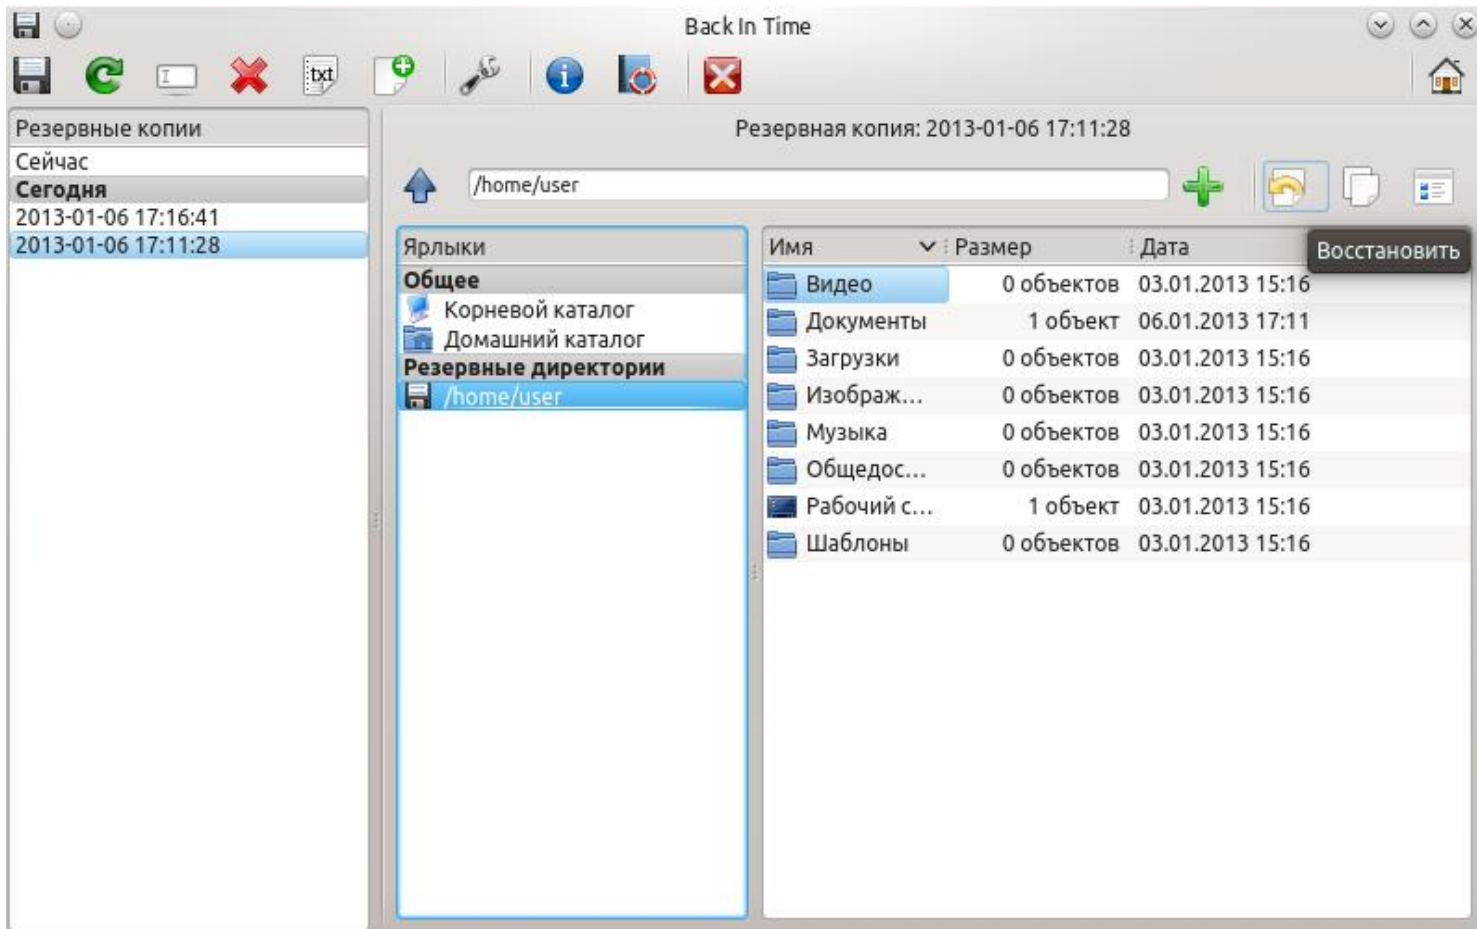 Back In Time
txt
Резервные копии
Сейчас
Сегодня
2013-01-06 17:16:41
2013-01-06 17:11:28
Резервная копия: 2013-01-06 17:11:28
/home/user
Восстановить
Ярлыки
Общее
Корневой каталог
Домашний каталог
Резервные директории
/home/user
Имя Размер Дата
Видео 0 объектов 03.01.2013 15:16
Документы 1 объект 06.01.2013 17:11
Загрузки 0 объектов 03.01.2013 15:16
Изображ... 0 объектов 03.01.2013 15:16
Музыка 0 объектов 03.01.2013 15:16
Общедос... 0 объектов 03.01.2013 15:16
Рабочий с... 1 объект 03.01.2013 15:16
Шаблоны 0 объектов 03.01.2013 15:16